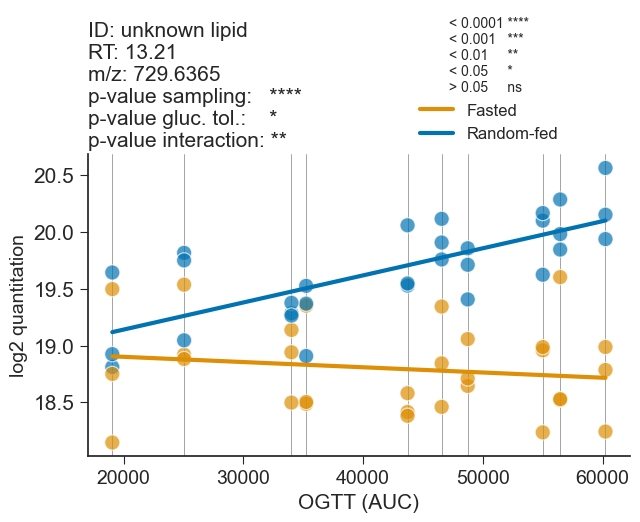 ID: unknown lipid
RT: 13.21
m/z: 729.6365
p-value sampling: ****
p-value gluc. tol.: *
p-value interaction: **
< 0.0001 ****
< 0.001 ***
< 0.01 **
< 0.05 *
> 0.05 ns
Fasted
Random-fed
log2 quantitation
20.5
20.0
19.5
19.0
18.5
20000 30000 40000 50000 60000
OGTT (AUC)